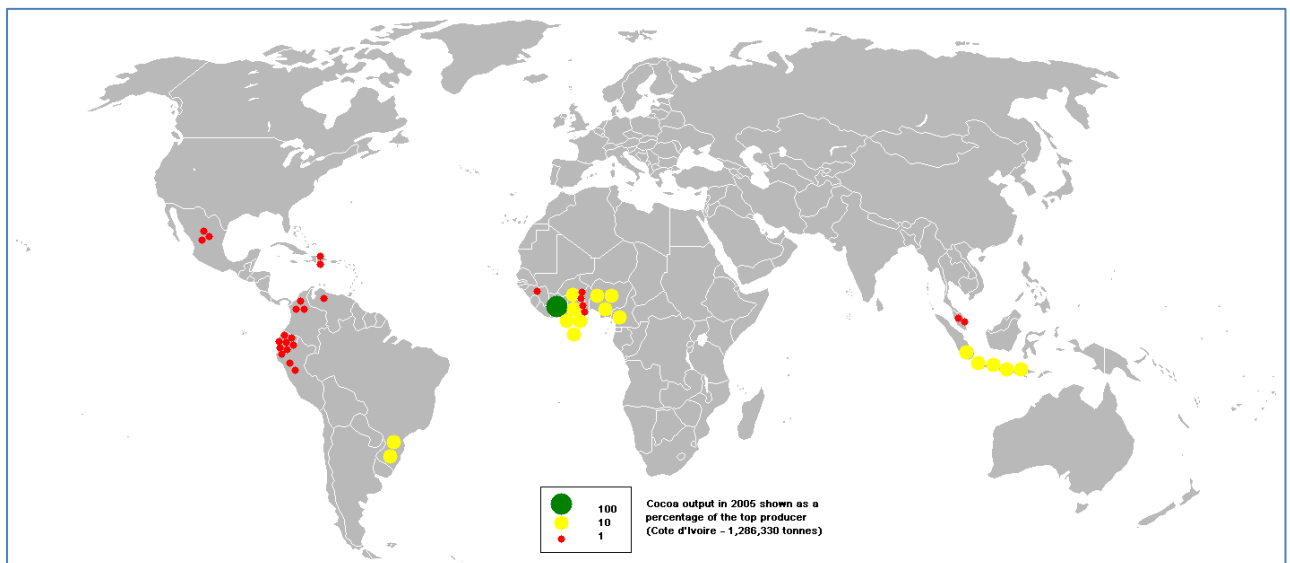 100
10
1
Cocoa output in 2005 shown as a
percentage of the top producer
(Cote d'Ivoire - 1,286,330 tonnes)